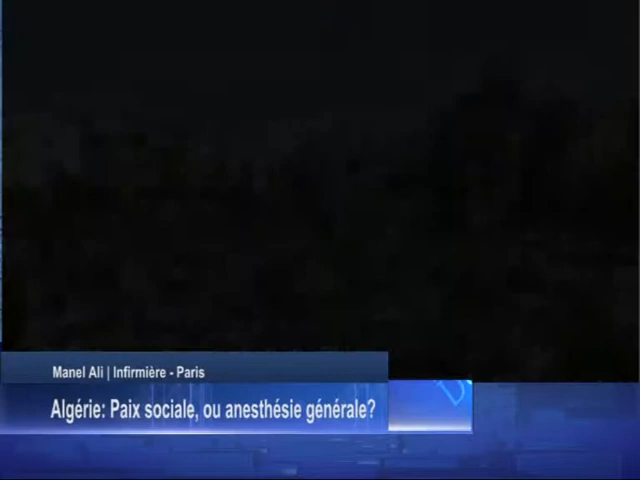 Manel Ali | Infirmière - Paris
Algérie: Paix sociale, ou anesthésie générale?